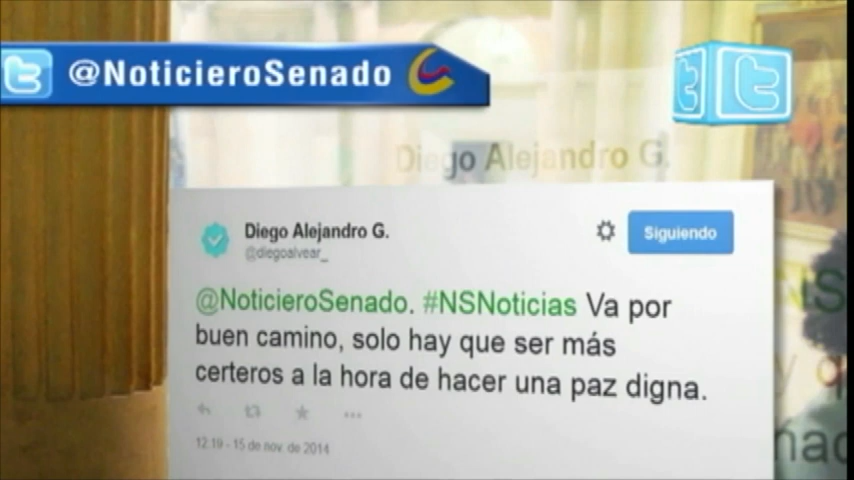 @NoticieroSenado
Diego Alejandro G.
Diego Alejandro G.
@diegoalvear_
Siguiendo
@NoticieroSenado. #NSNoticias Va por
buen camino, solo hay que ser más
certeros a la hora de hacer una paz digna.
12:19 - 15 de nov. de 2014